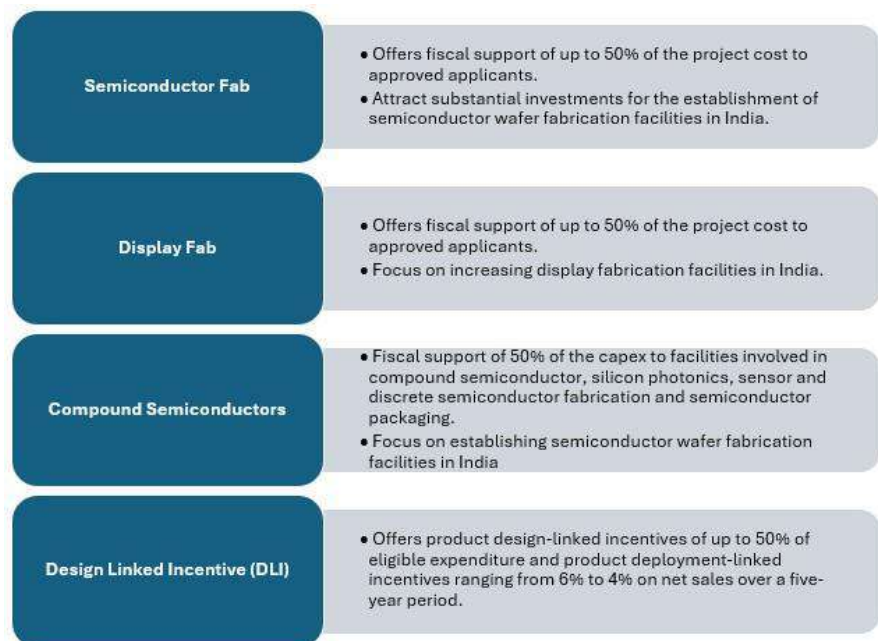 Semiconductor Fab
• Offers fiscal support of up to 50% of the project cost to
approved applicants.
• Attract substantial investments for the establishment of
semiconductor wafer fabrication facilities in India.
Display Fab
• Offers fiscal support of up to 50% of the project cost to
approved applicants.
• Focus on increasing display fabrication facilities in India.
Compound Semiconductors
• Fiscal support of 50% of the capex to facilities involved in
compound semiconductor, silicon photonics, sensor and
discrete semiconductor fabrication and semiconductor
packaging.
• Focus on establishing semiconductor wafer fabrication
facilities in India
Design Linked Incentive (DLI)
• Offers product design-linked incentives of up to 50% of
eligible expenditure and product deployment-linked
incentives ranging from 6% to 4% on net sales over a five-
year period.